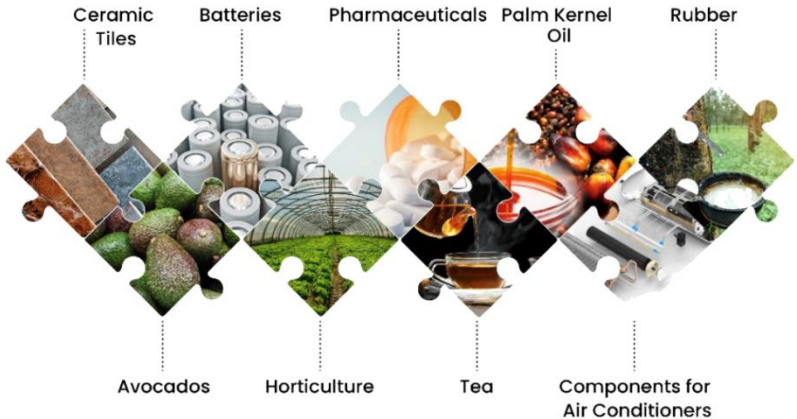 Ceramic
Tiles
Batteries
Pharmaceuticals
Palm Kernel
Oil
Rubber
Avocados
Horticulture
Tea
Components for
Air Conditioners